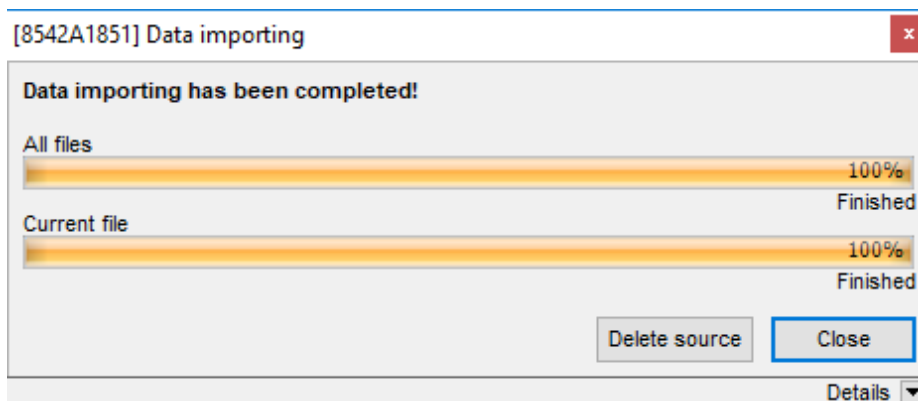 [8542A1851] Data importing
x
Data importing has been completed!
All files
100%
Finished
Current file
100%
Finished
Delete source
Close
Details